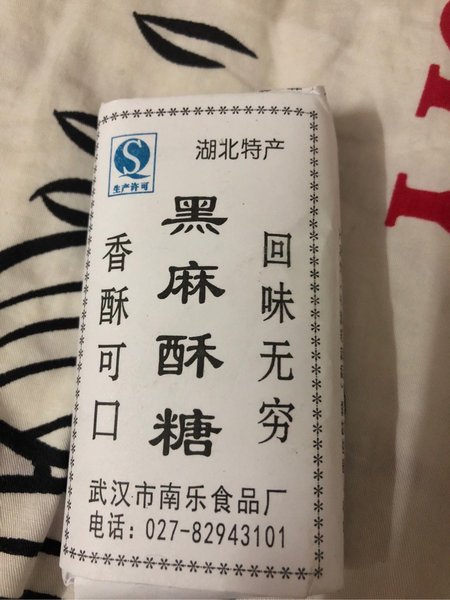 湖北特产
生产许可
黑麻酥糖
香酥可口
回味无穷
武汉市南乐食品厂
电话：027-82943101